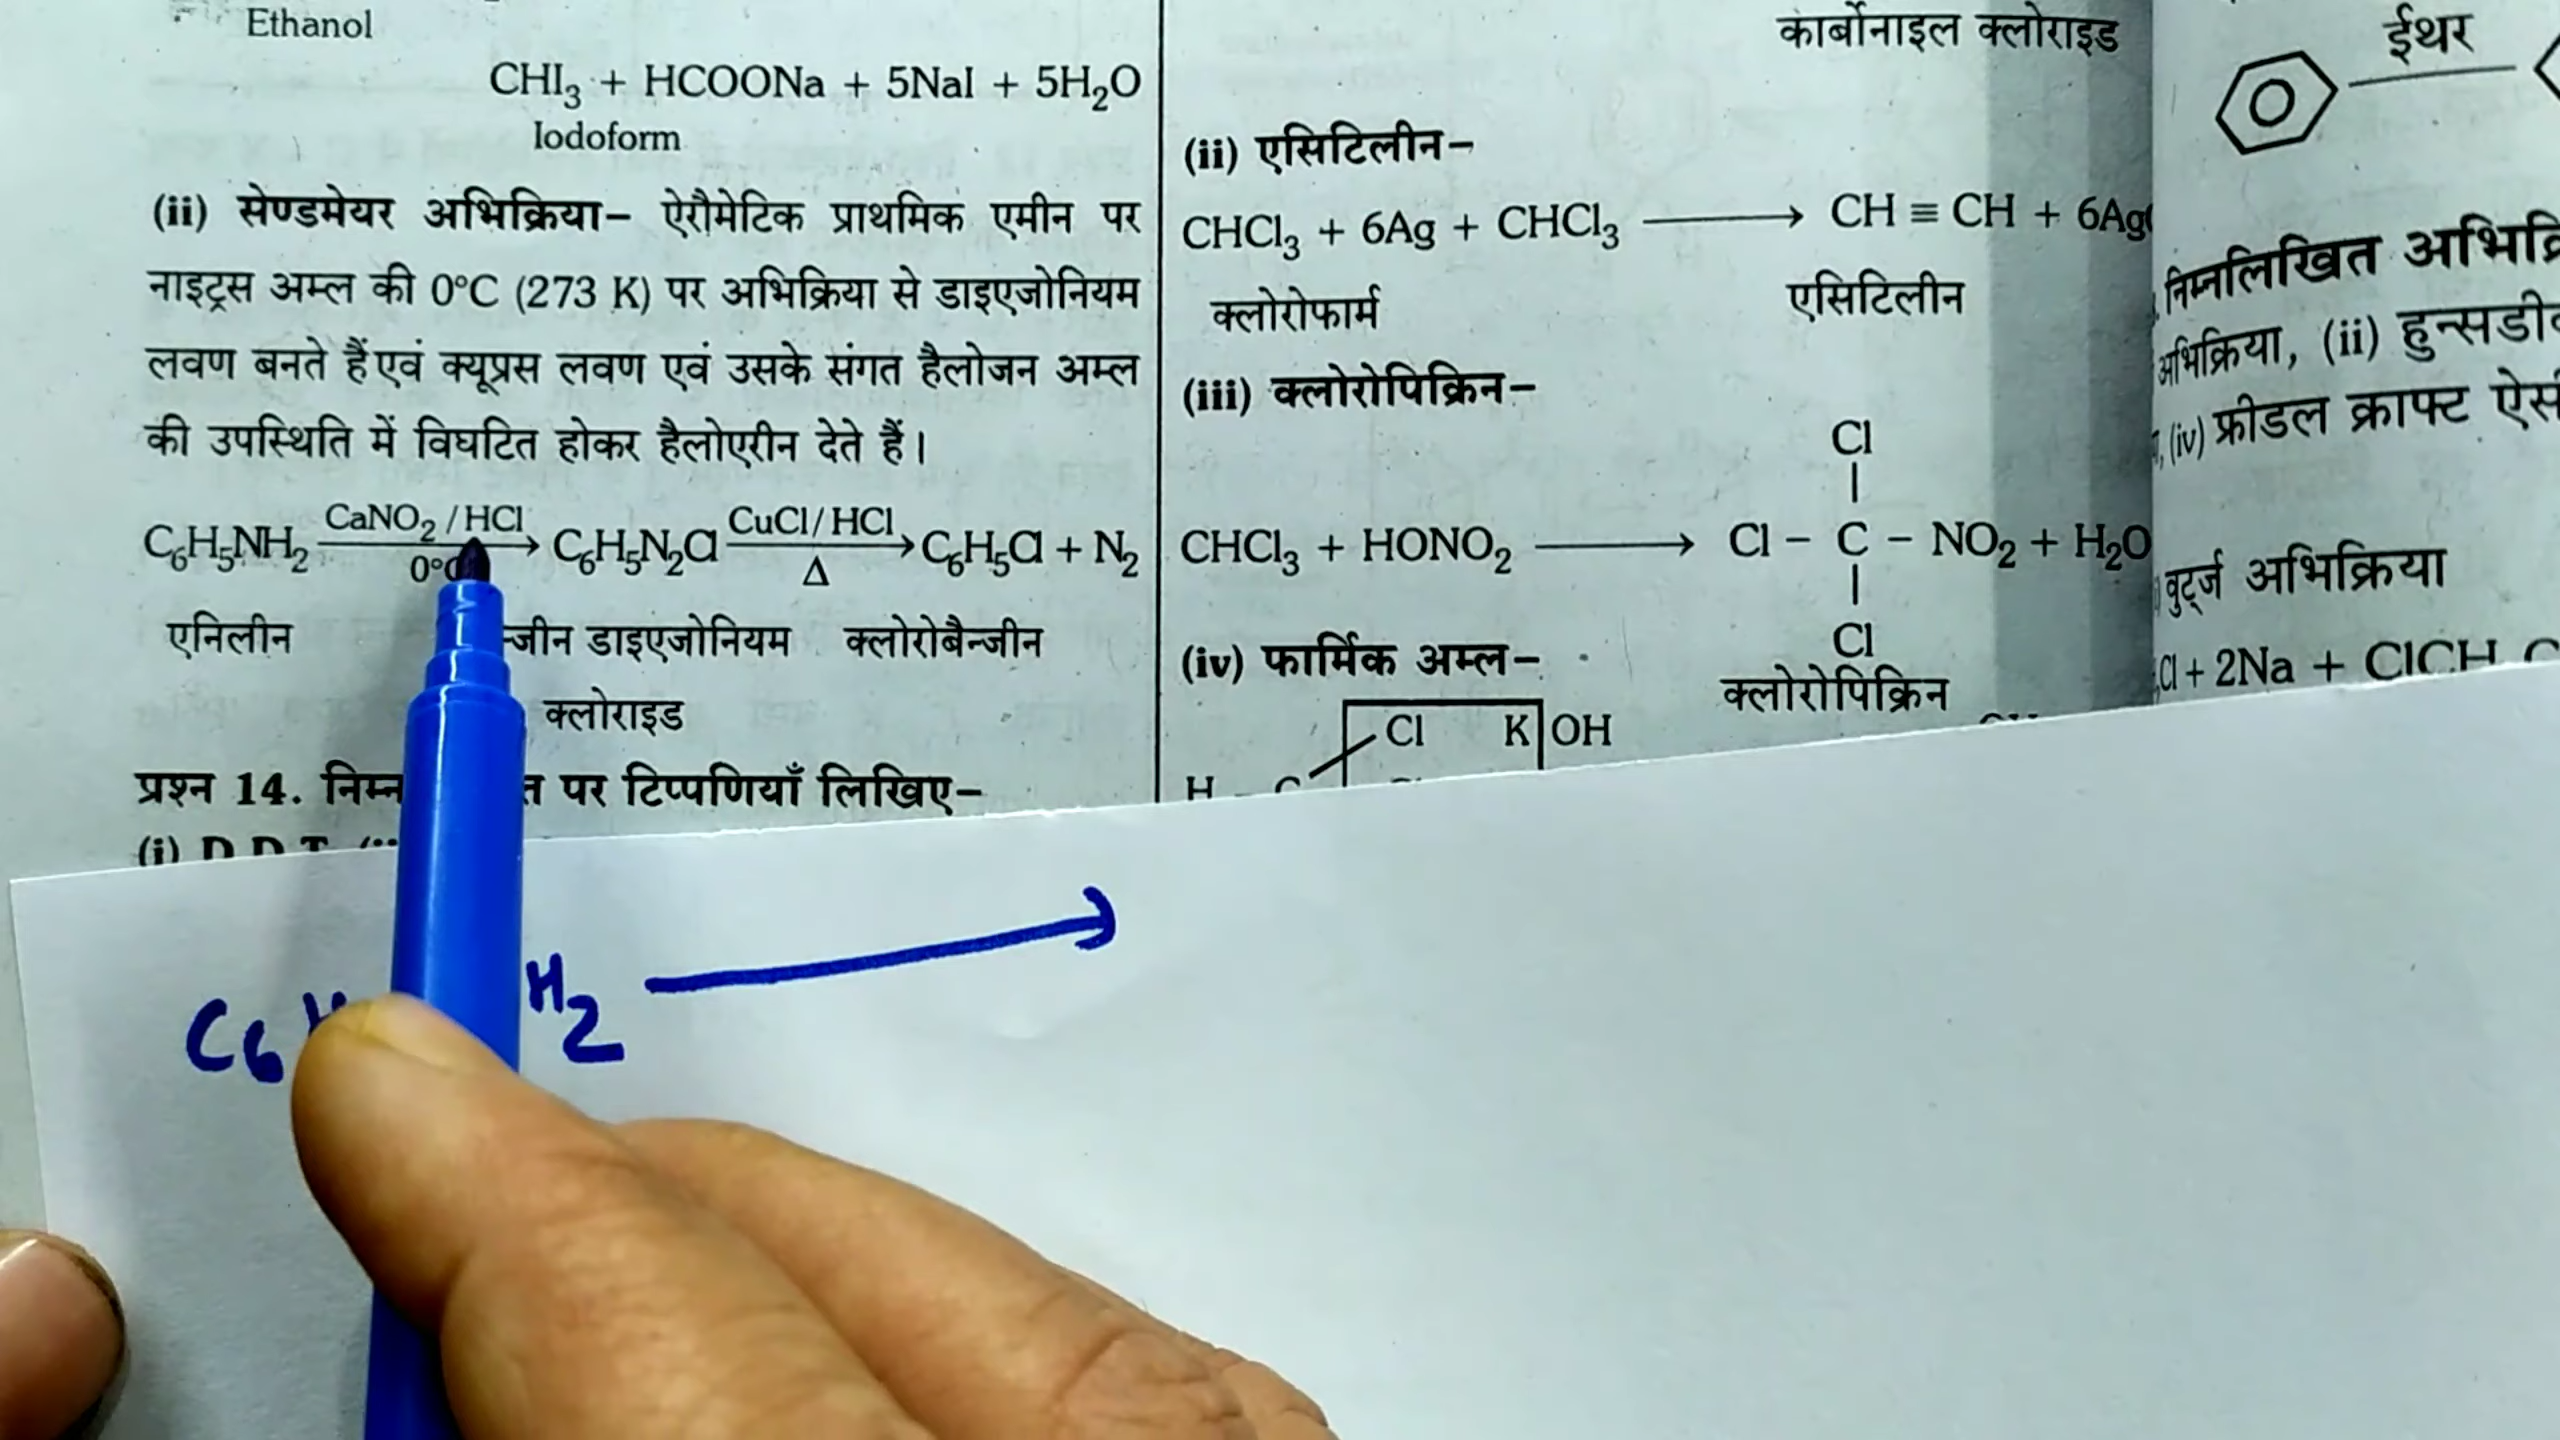 Ethanol
CHI₃ + HCOONa + 5NaI + 5H₂O
Iodoform
(ii) सेण्डमेयर अभिक्रिया– ऐरौमेटिक प्राथमिक एमीन पर
नाइट्रस अम्ल की 0°C (273 K) पर अभिक्रिया से डाइएजोनियम
लवण बनते हैं एवं क्यूप्रस लवण एवं उसके संगत हैलोजन अम्ल
की उपस्थिति में विघटित होकर हैलोएरीन देते हैं।
CaNO₂/HCl CuCl/HCl
C₆H₅NH₂ → C₆H₅N₂Cl → C₆H₅Cl + N₂
0°C Δ
एनिलीन न्जीन डाइएजोनियम क्लोरोबैन्जीन
क्लोराइड
प्रश्न 14. निम्न त पर टिप्पणियाँ लिखिए–
(i) D.D.T.
कार्बोनाइल क्लोराइड
(ii) एसिटिलीन–
CHCl₃ + 6Ag + CHCl₃ → CH ≡ CH + 6Ag
क्लोरोफार्म एसिटिलीन
(iii) क्लोरोपिक्रिन–
Cl
|
CHCl₃ + HONO₂ → Cl – C – NO₂ + H₂O
|
Cl
क्लोरोपिक्रिन
(iv) फार्मिक अम्ल–
Cl K OH
H
ईथर
निम्नलिखित अभिक्रि
अभिक्रिया, (ii) हुन्सडी
(iv) फ्रीडल क्राफ्ट ऐस
वुर्ट्ज अभिक्रिया
Cl + 2Na + ClCH
C₆ H₂ →